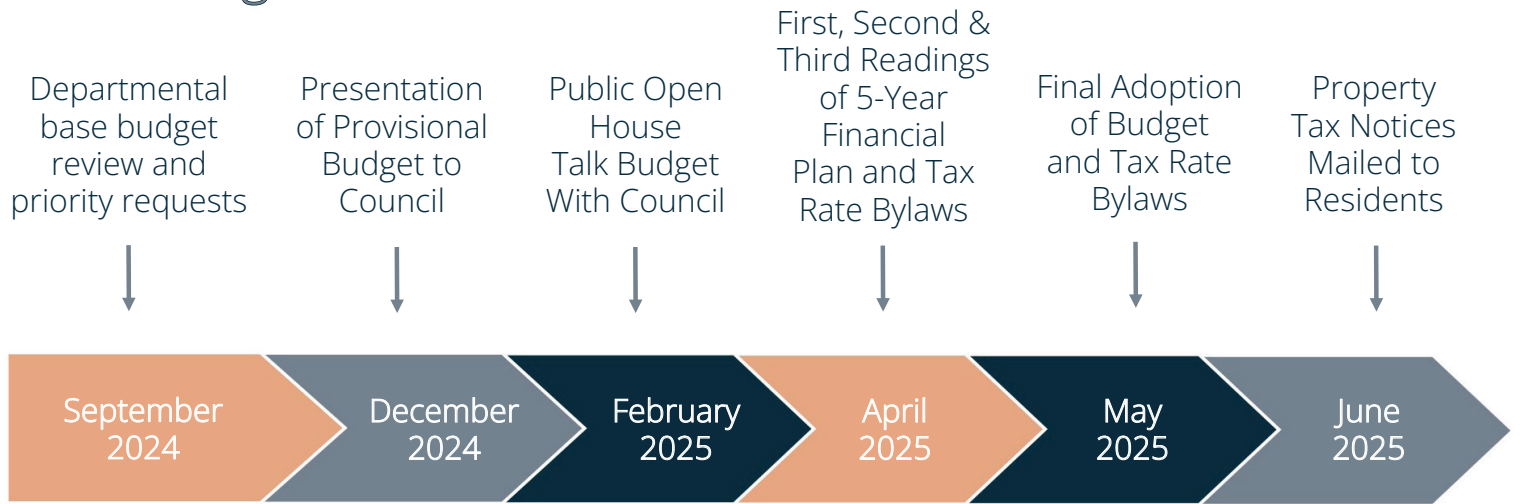 Departmental
base budget
review and
priority requests
Presentation
of Provisional
Budget to
Council
Public Open
House
Talk Budget
With Council
First, Second &
Third Readings
of 5-Year
Financial
Plan and Tax
Rate Bylaws
Final Adoption
of Budget
and Tax Rate
Bylaws
Property
Tax Notices
Mailed to
Residents
September
2024
December
2024
February
2025
April
2025
May
2025
June
2025